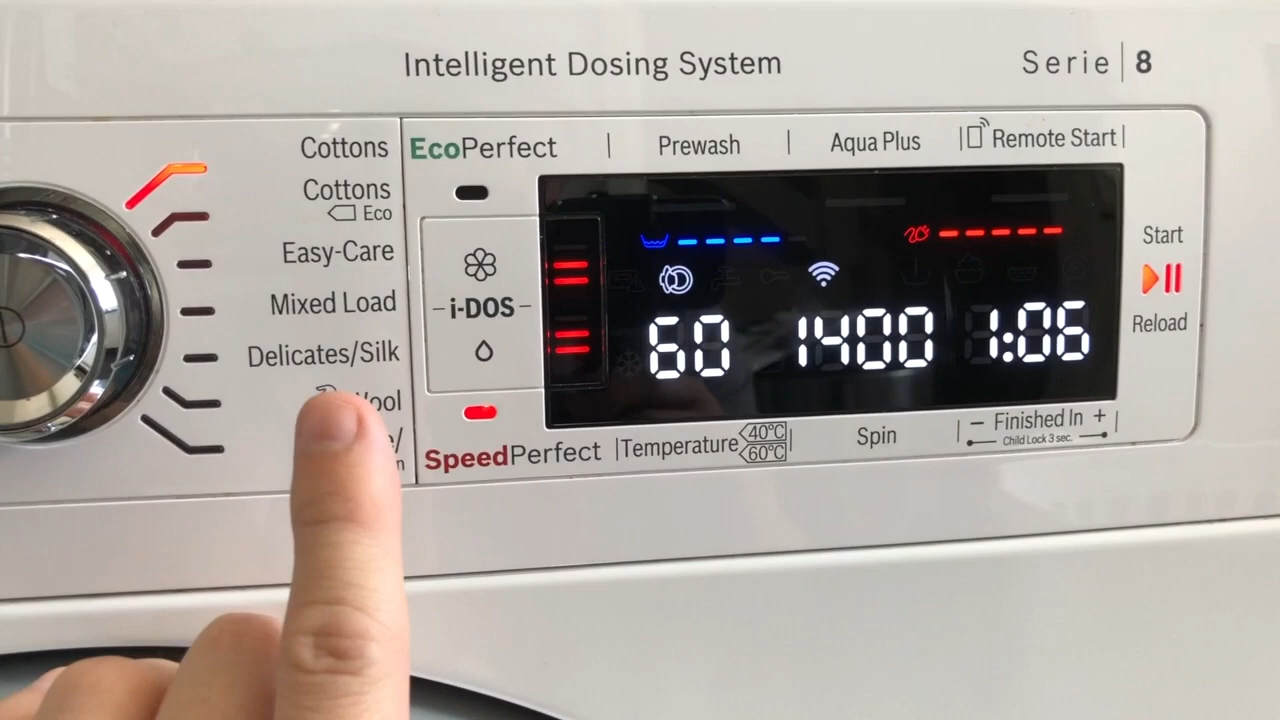 Intelligent Dosing System
Serie 8
Cottons
Cottons
Eco
Easy-Care
Mixed Load
Delicates/Silk
EcoPerfect
Prewash
Aqua Plus
Remote Start
i-DOS
60
1400
1:06
Start
Reload
SpeedPerfect
Temperature
40°C
60°C
Spin
− Finished In +
Child Lock 3 sec.